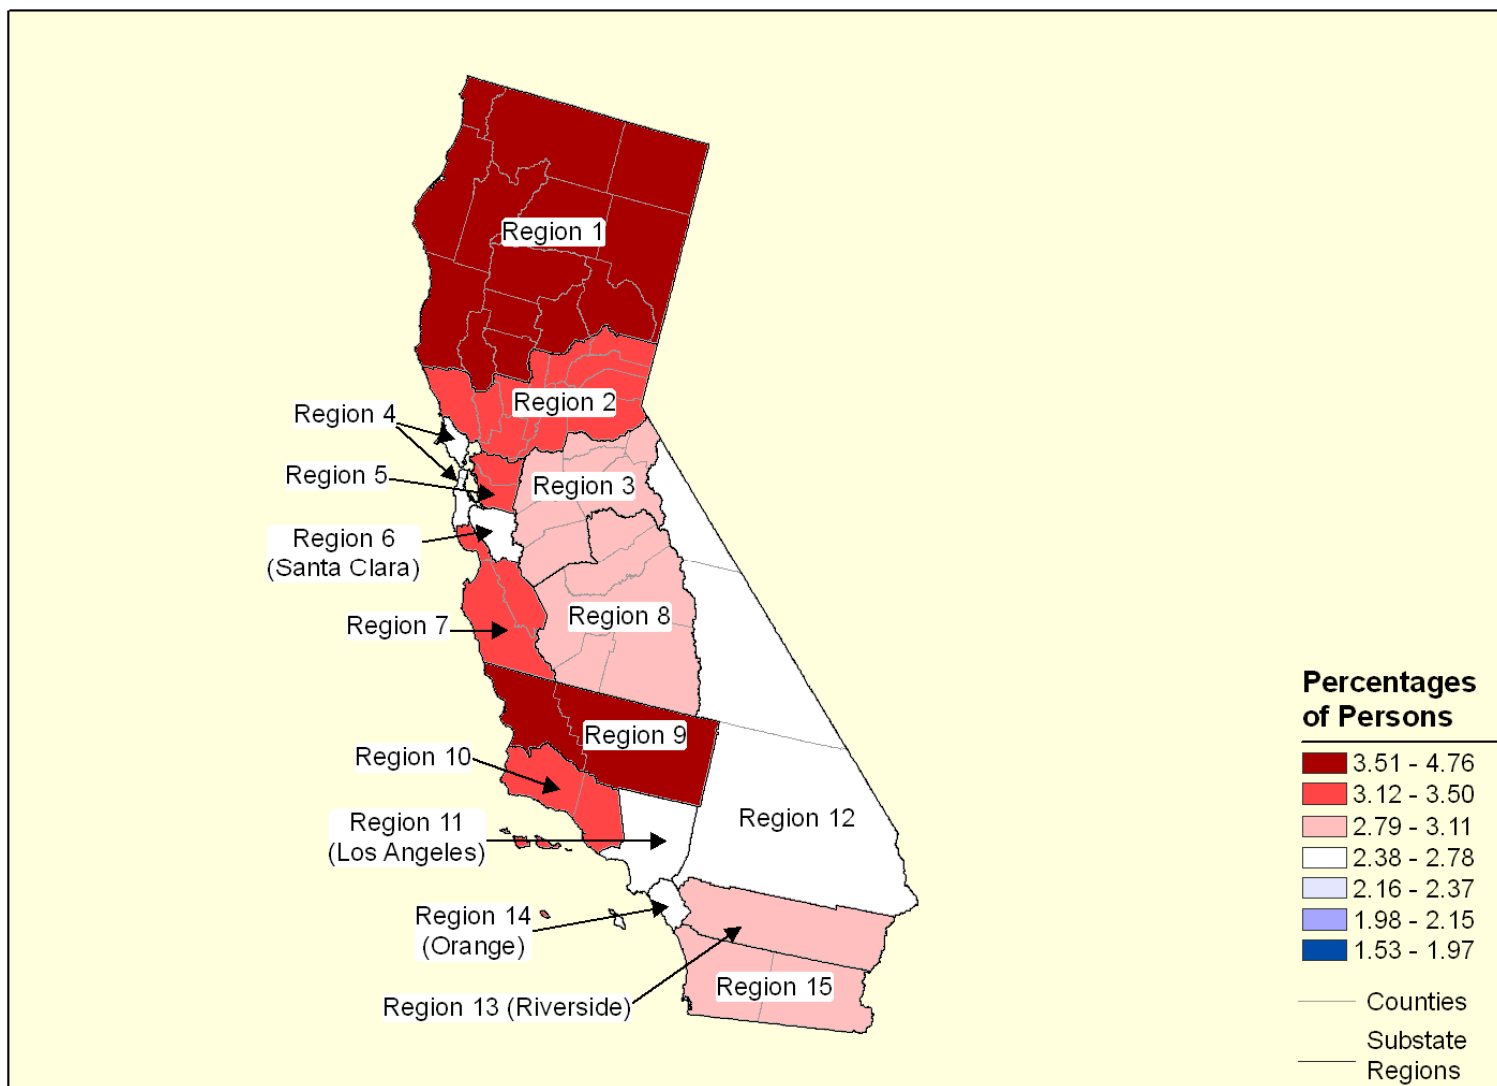 Region 1
Region 2
Region 4
Region 5
Region 3
Region 6
(Santa Clara)
Region 8
Region 7
Region 9
Region 10
Region 11
(Los Angeles)
Region 12
Region 14
(Orange)
Region 15
Region 13 (Riverside)
Percentages
of Persons
3.51 - 4.76
3.12 - 3.50
2.79 - 3.11
2.38 - 2.78
2.16 - 2.37
1.98 - 2.15
1.53 - 1.97
Counties
Substate
Regions